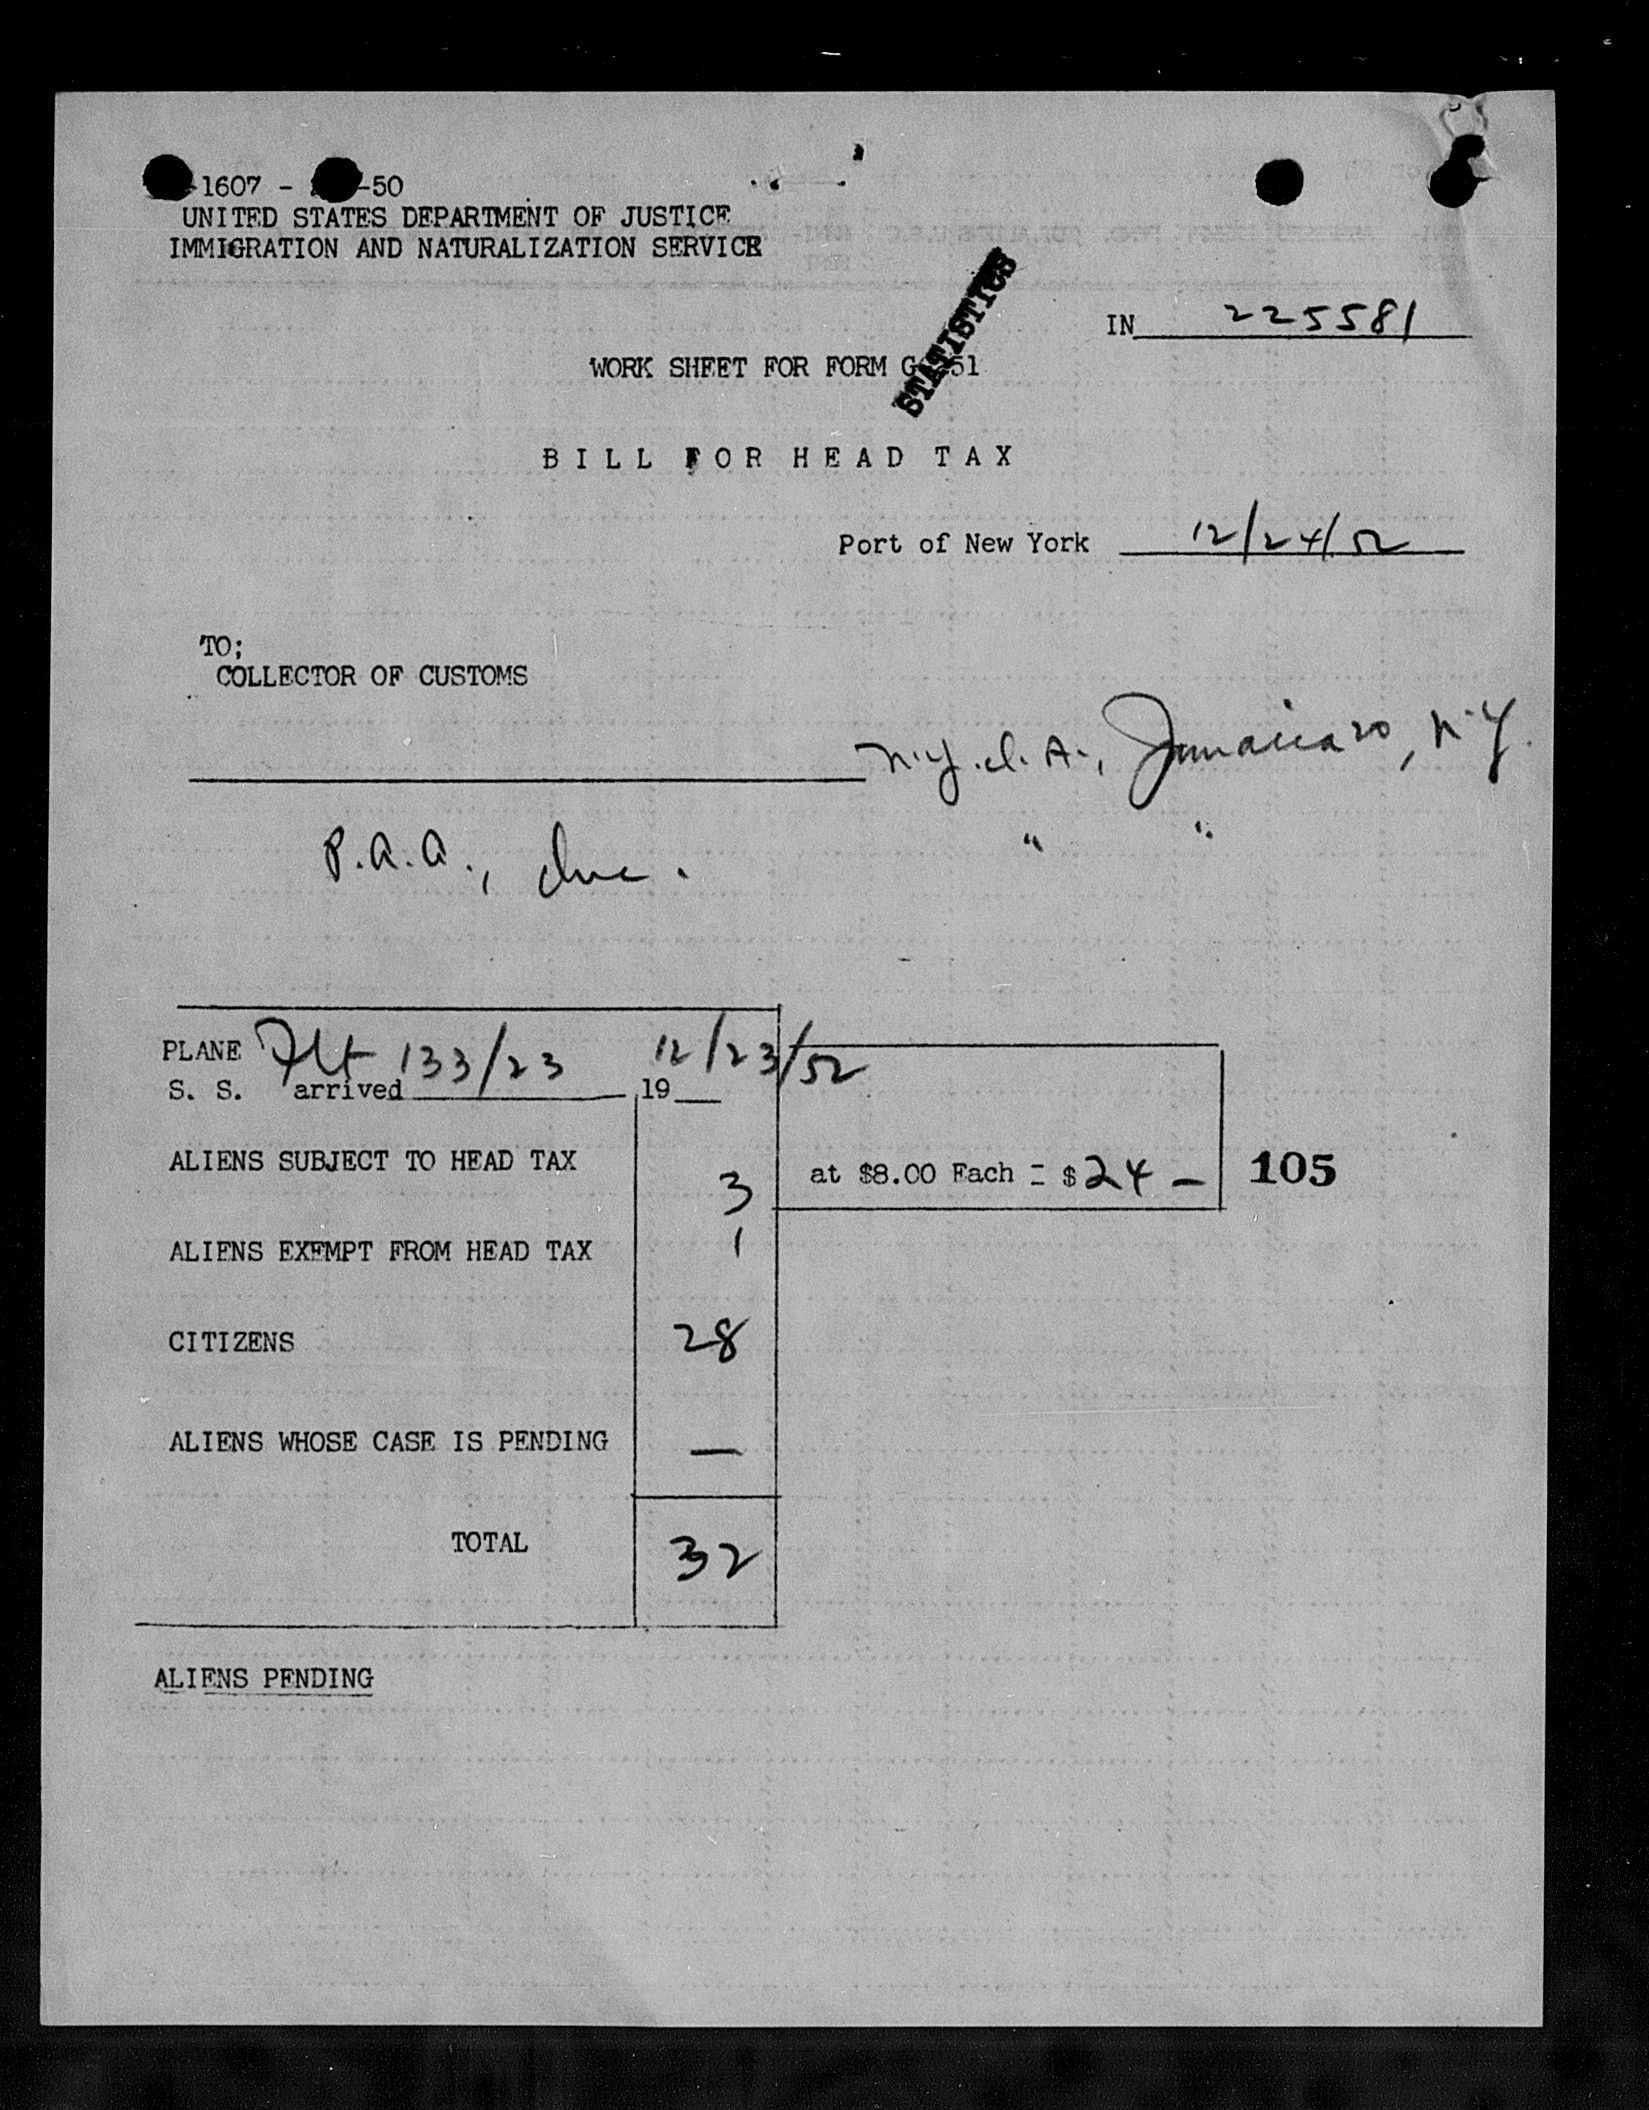 1607 - -50
UNITED STATES DEPARTMENT OF JUSTICE
IMMIGRATION AND NATURALIZATION SERVICE
STATISTICS
IN 225581
WORK SHEET FOR FORM G 51
BILL FOR HEAD TAX
Port of New York 12/24/52
TO;
COLLECTOR OF CUSTOMS
N.Y.I.A., Jamaica 20, N.Y.
P.A.A., Inc. " "
PLANE Flt 133/23 12/23/52
S. S. arrived 19
ALIENS SUBJECT TO HEAD TAX 3 at $8.00 Each = $24 — 105
ALIENS EXEMPT FROM HEAD TAX 1
CITIZENS 28
ALIENS WHOSE CASE IS PENDING —
TOTAL 32
ALIENS PENDING